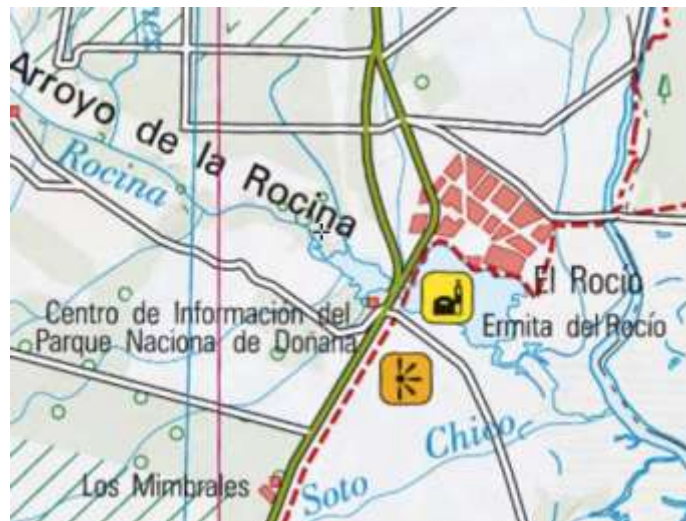 Arroyo de la Rocina
Rocina
El Rocío
Centro de Información del
Parque Naciona de Doñana
Ermita del Rocío
Chico
Soto
Los Mimbrales